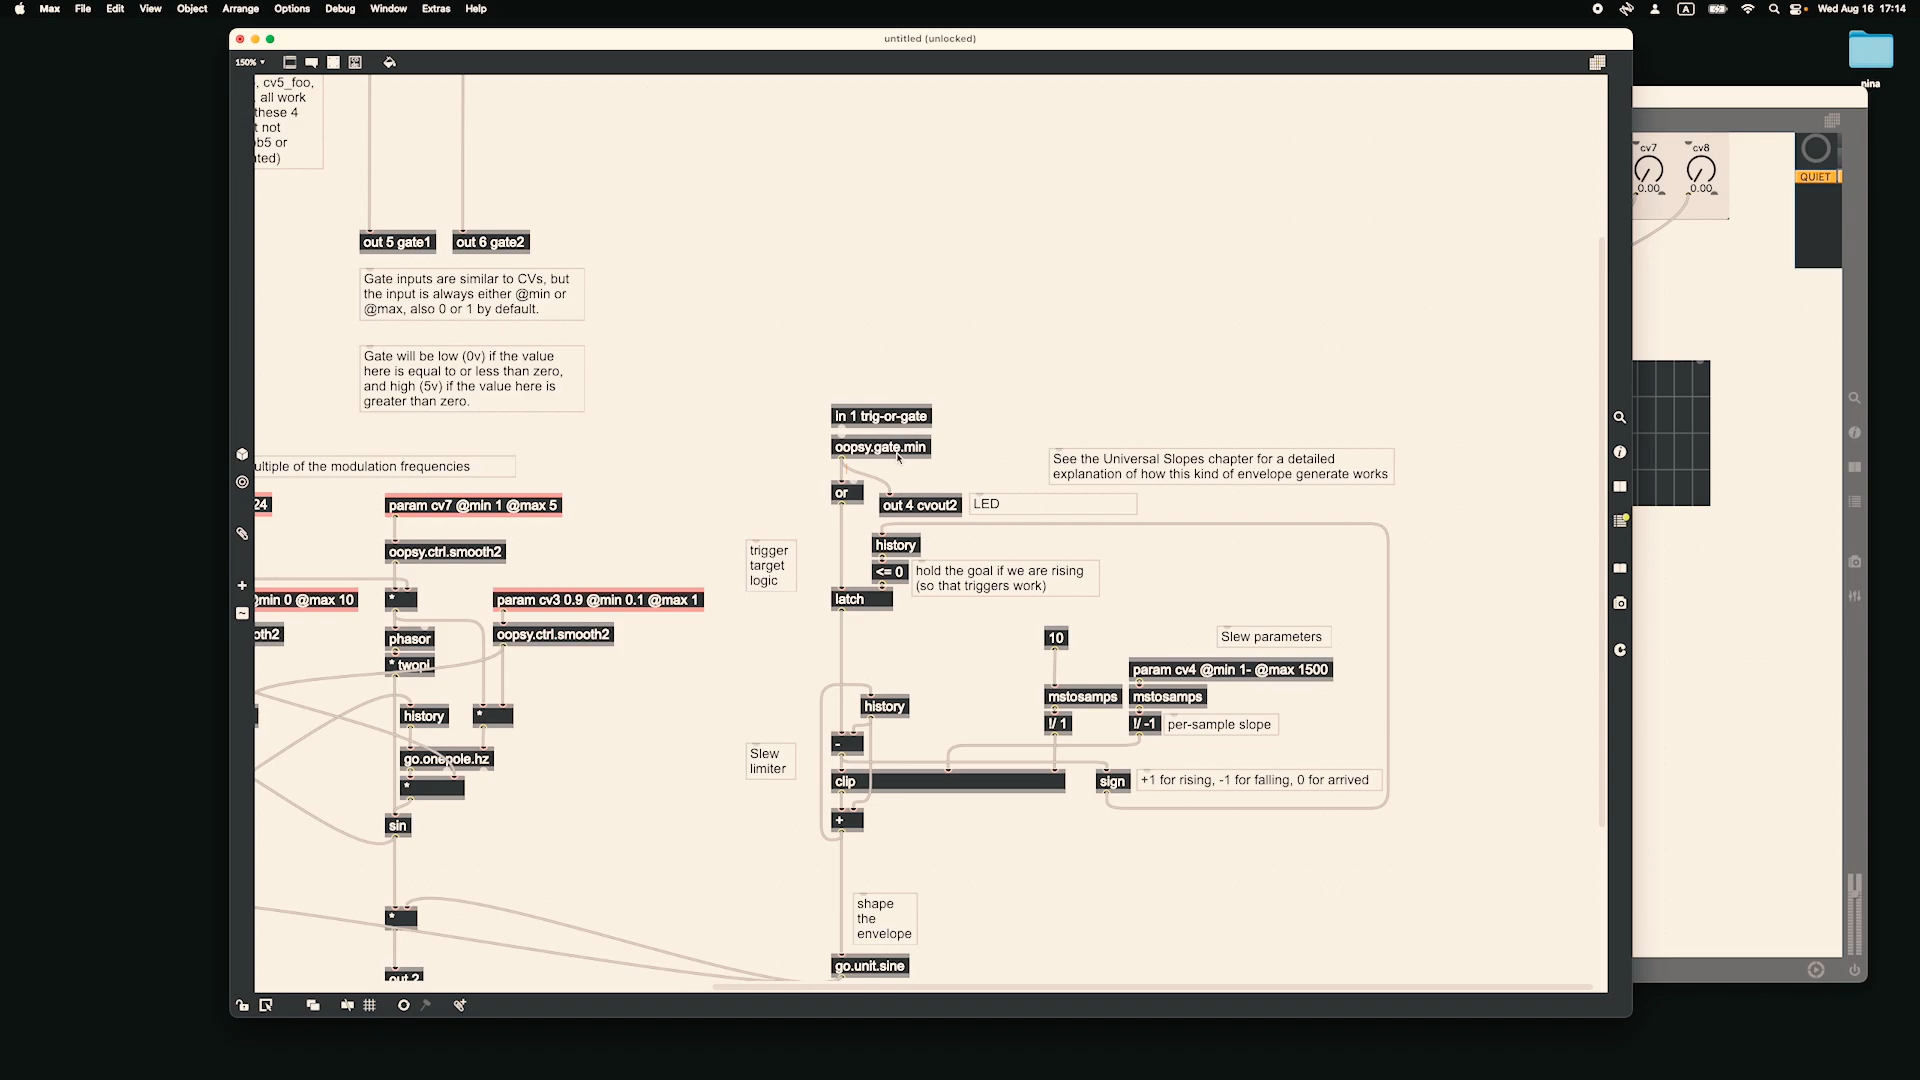 Max File Edit View Object Arrange Options Debug Window Extras Help
A
Wed Aug 16 17:14
untitled (unlocked)
150%
nina
, cv5_foo,
, all work
these 4
t not
b5 or
ted)
cv7
cv8
0.00
0.00
QUIET
out 5 gate1
out 6 gate2
Gate inputs are similar to CVs, but
the input is always either @min or
@max, also 0 or 1 by default.
Gate will be low (0v) if the value
here is equal to or less than zero,
and high (5v) if the value here is
greater than zero.
in 1 trig-or-gate
oopsy.gate.min
ultiple of the modulation frequencies
See the Universal Slopes chapter for a detailed
explanation of how this kind of envelope generate works
24
param cv7 @min 1 @max 5
or
out 4 cvout2
LED
oopsy.ctrl.smooth2
trigger
target
logic
history
<= 0
hold the goal if we are rising
(so that triggers work)
min 0 @max 10
*
param cv3 0.9 @min 0.1 @max 1
latch
oth2
phasor
oopsy.ctrl.smooth2
10
Slew parameters
* twopi
param cv4 @min 1- @max 1500
mstosamps
mstosamps
history
*
history
!/ 1
!/ -1
per-sample slope
-
go.onepole.hz
Slew
limiter
*
clip
sign
+1 for rising, -1 for falling, 0 for arrived
sin
+
*
shape
the
envelope
go.unit.sine
out 2